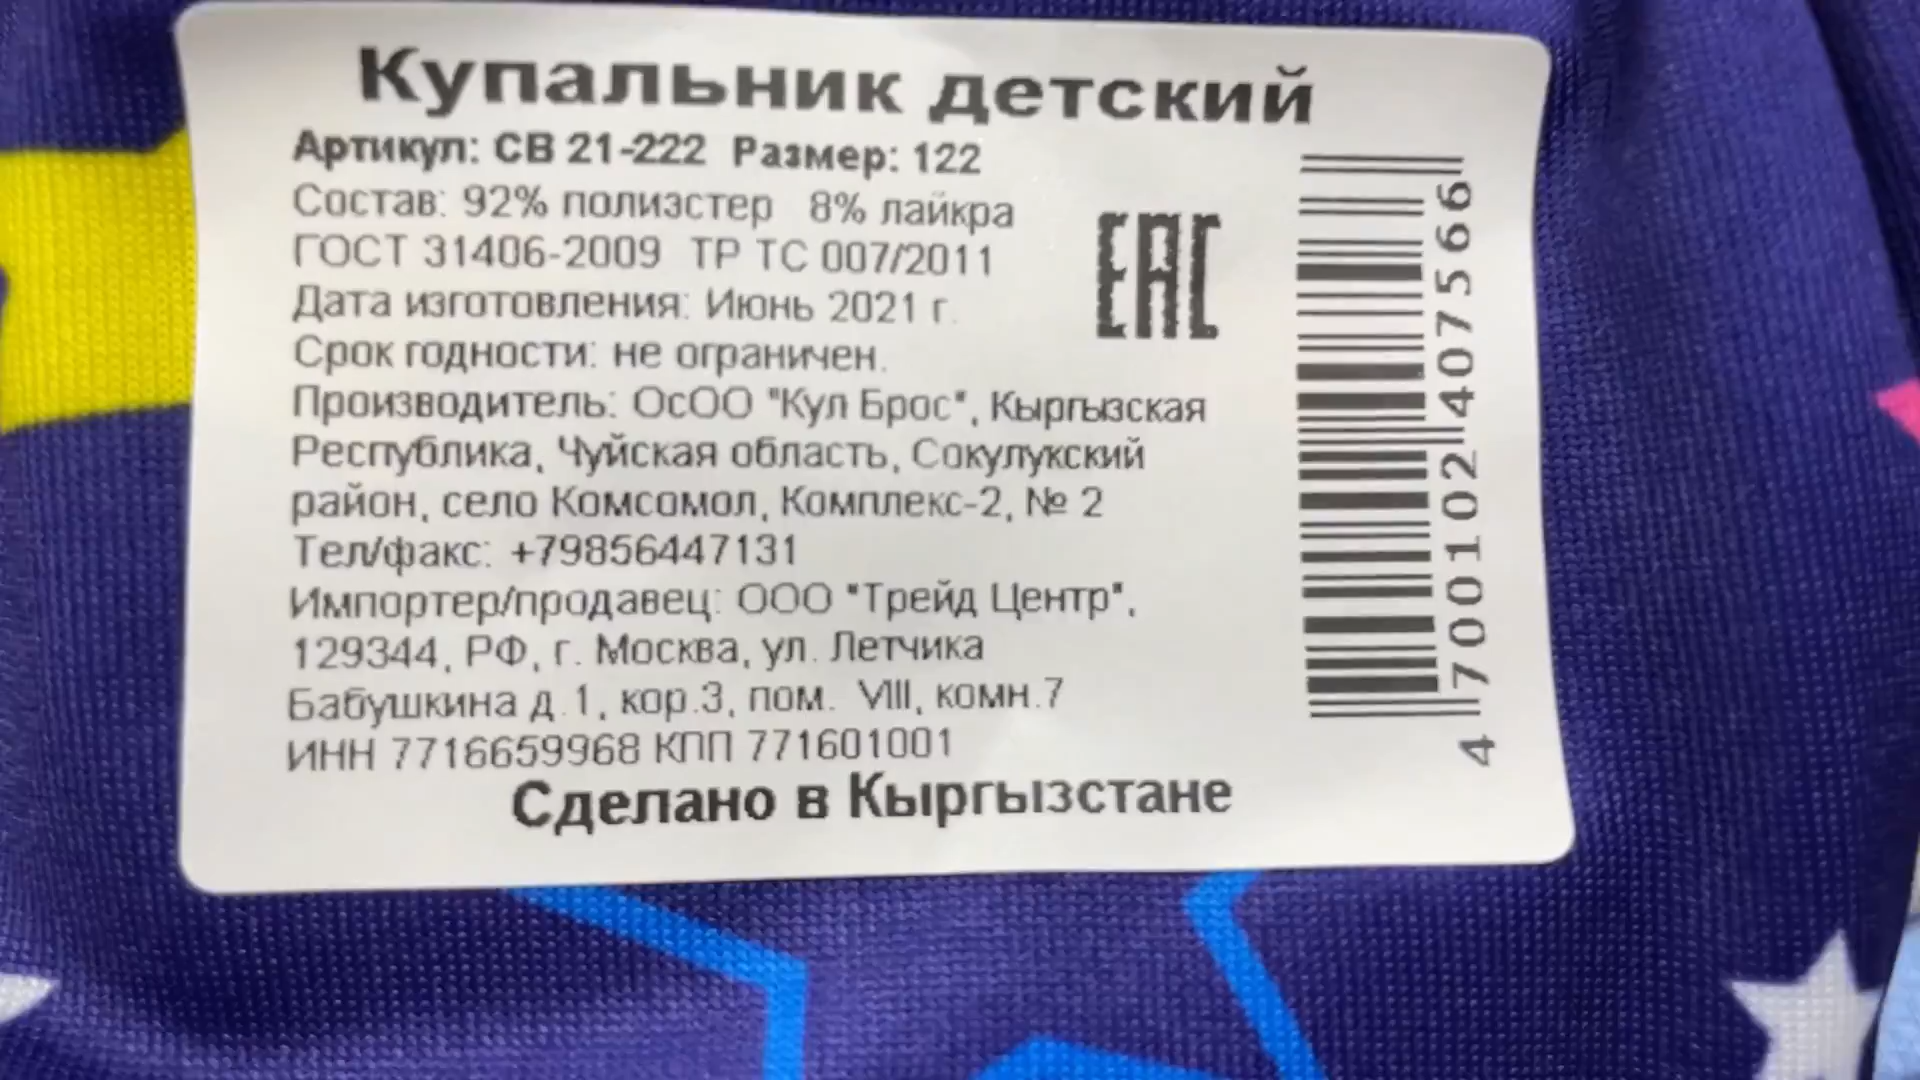 Купальник детский
Артикул: СВ 21-222 Размер: 122
Состав: 92% полиэстер 8% лайкра
ГОСТ 31406-2009 ТР ТС 007/2011
Дата изготовления: Июнь 2021 г.
Срок годности: не ограничен.
Производитель: ОсОО "Кул Брос", Кыргызская
Республика, Чуйская область, Сокулукский
район, село Комсомол, Комплекс-2, № 2
Тел/факс: +79856447131
Импортер/продавец: ООО "Трейд Центр",
129344, РФ, г. Москва, ул. Летчика
Бабушкина д.1, кор.3, пом. VIII, комн.7
ИНН 7716659968 КПП 771601001
Сделано в Кыргызстане
EAC
4 700102 407566